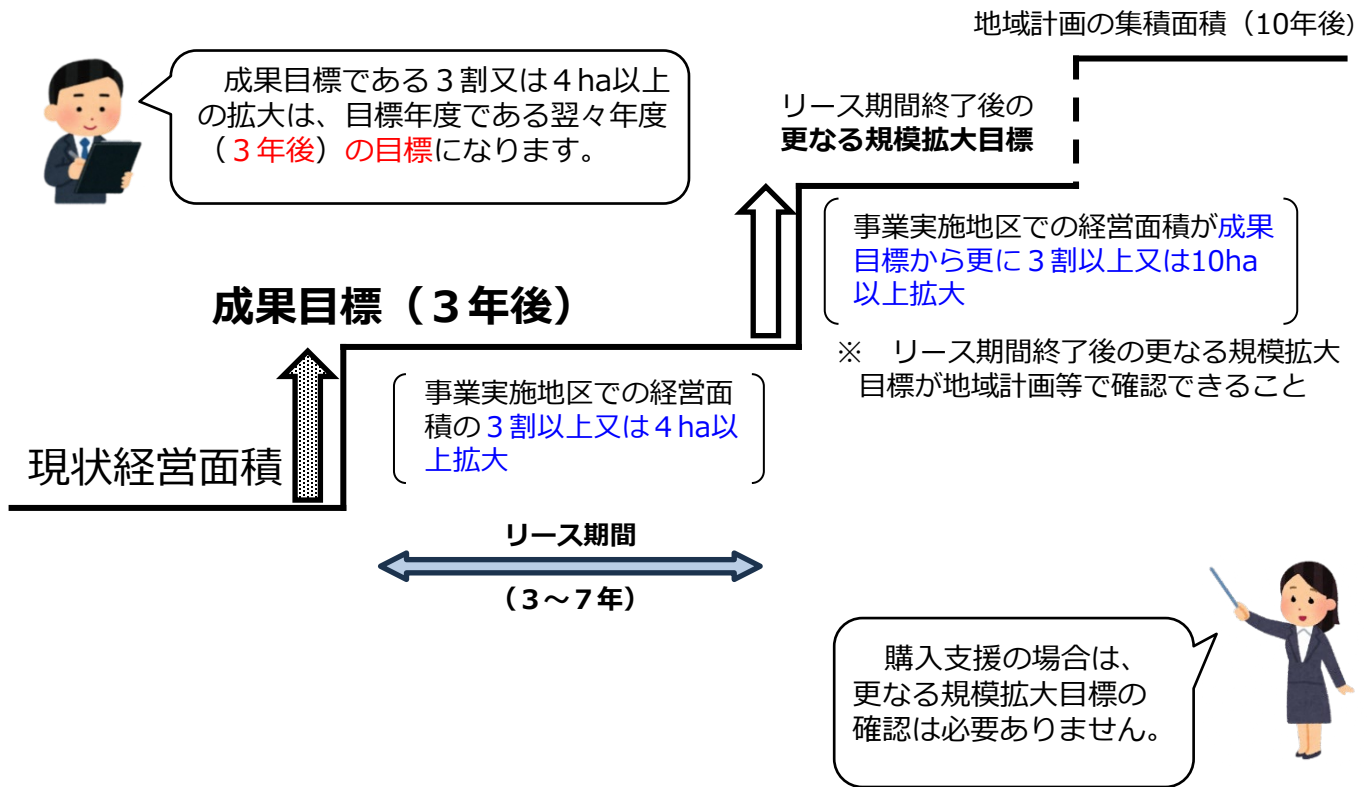 地域計画の集積面積（10年後）
成果目標である３割又は４ha以上
の拡大は、目標年度である翌々年度
（３年後）の目標になります。
リース期間終了後の
更なる規模拡大目標
事業実施地区での経営面積が成果
目標から更に３割以上又は10ha
以上拡大
※　リース期間終了後の更なる規模拡大
目標が地域計画等で確認できること
成果目標（３年後）
事業実施地区での経営面
積の３割以上又は４ha以
上拡大
現状経営面積
リース期間
（３～７年）
購入支援の場合は、
更なる規模拡大目標の
確認は必要ありません。